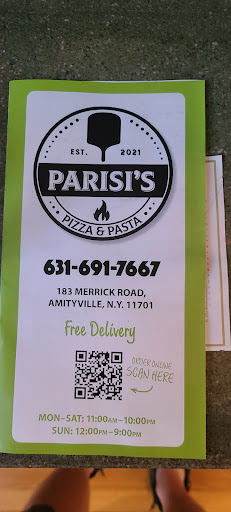 EST. 2021
PARISI'S
PIZZA & PASTA
631-691-7667
183 MERRICK ROAD,
AMITYVILLE, N.Y. 11701
Free Delivery
ORDER ONLINE
SCAN HERE
MON-SAT: 11:00AM-10:00PM
SUN: 12:00PM-9:00PM